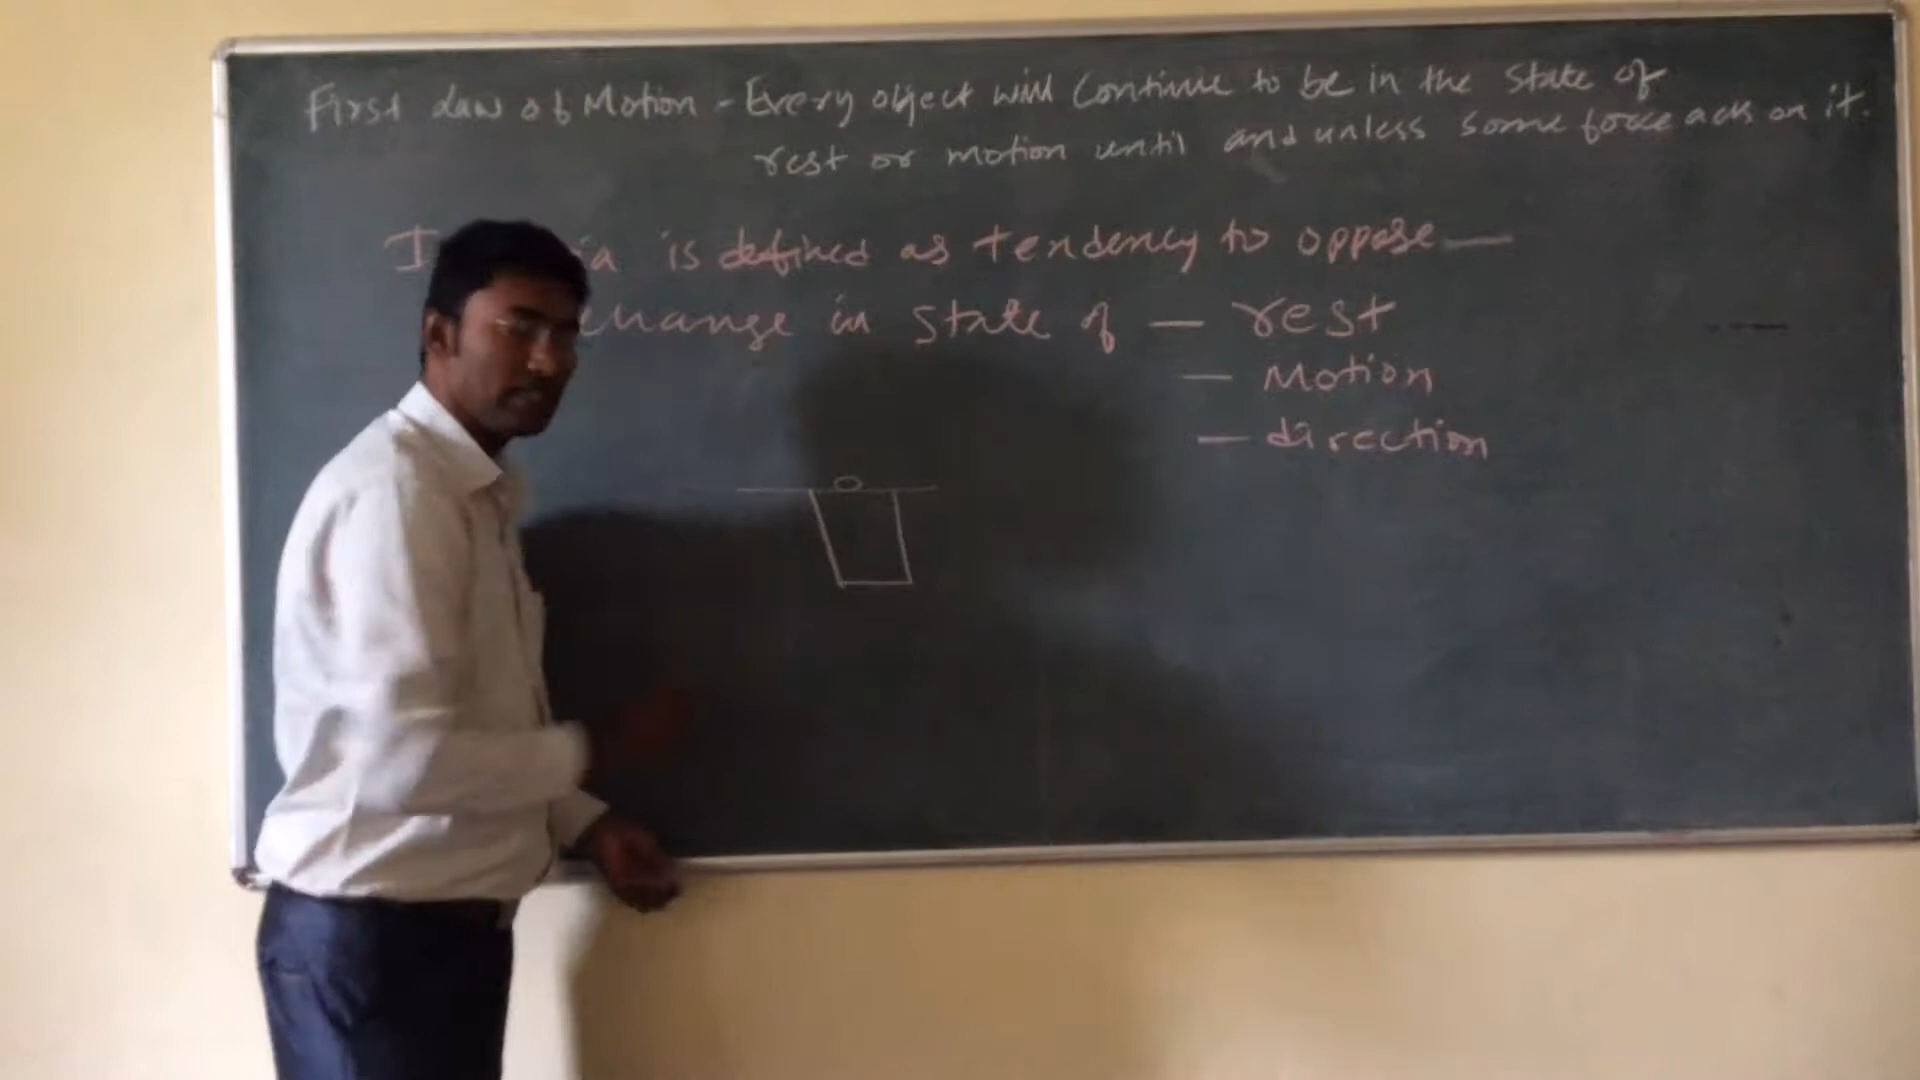 First Law of Motion - Every object will Continue to be in the State of
rest or motion until and unless some force acts on it.
is defined as tendency to oppose —
change in state of — rest
— Motion
— direction